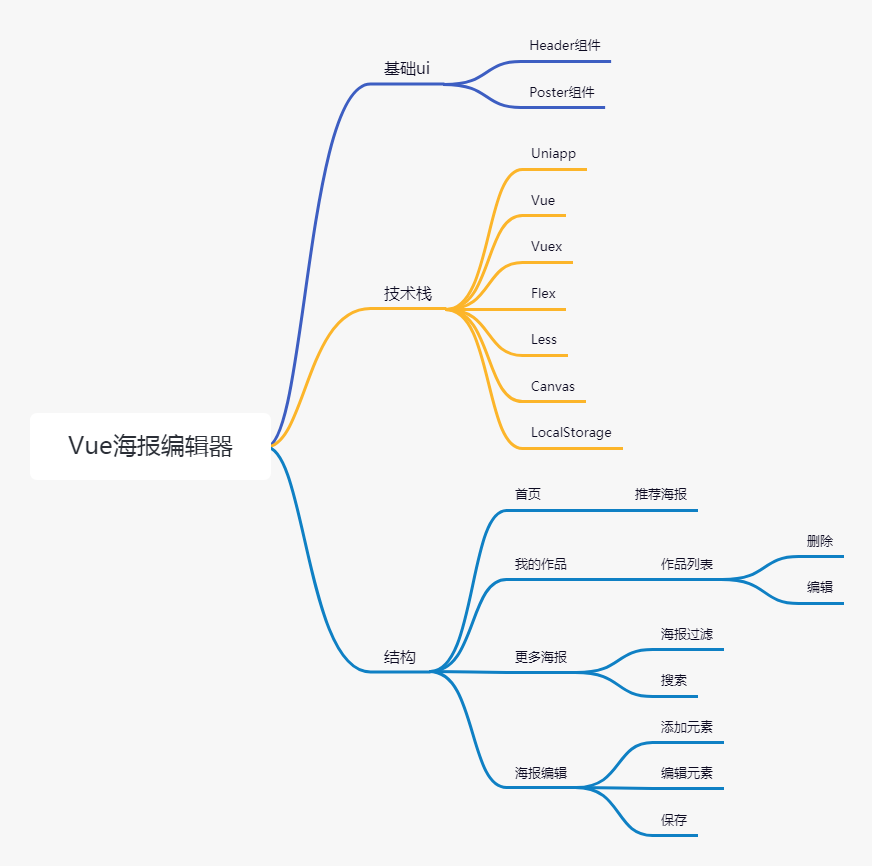 Vue海报编辑器
基础ui
Header组件
Poster组件
技术栈
Uniapp
Vue
Vuex
Flex
Less
Canvas
LocalStorage
结构
首页
推荐海报
我的作品
作品列表
删除
编辑
更多海报
海报过滤
搜索
海报编辑
添加元素
编辑元素
保存